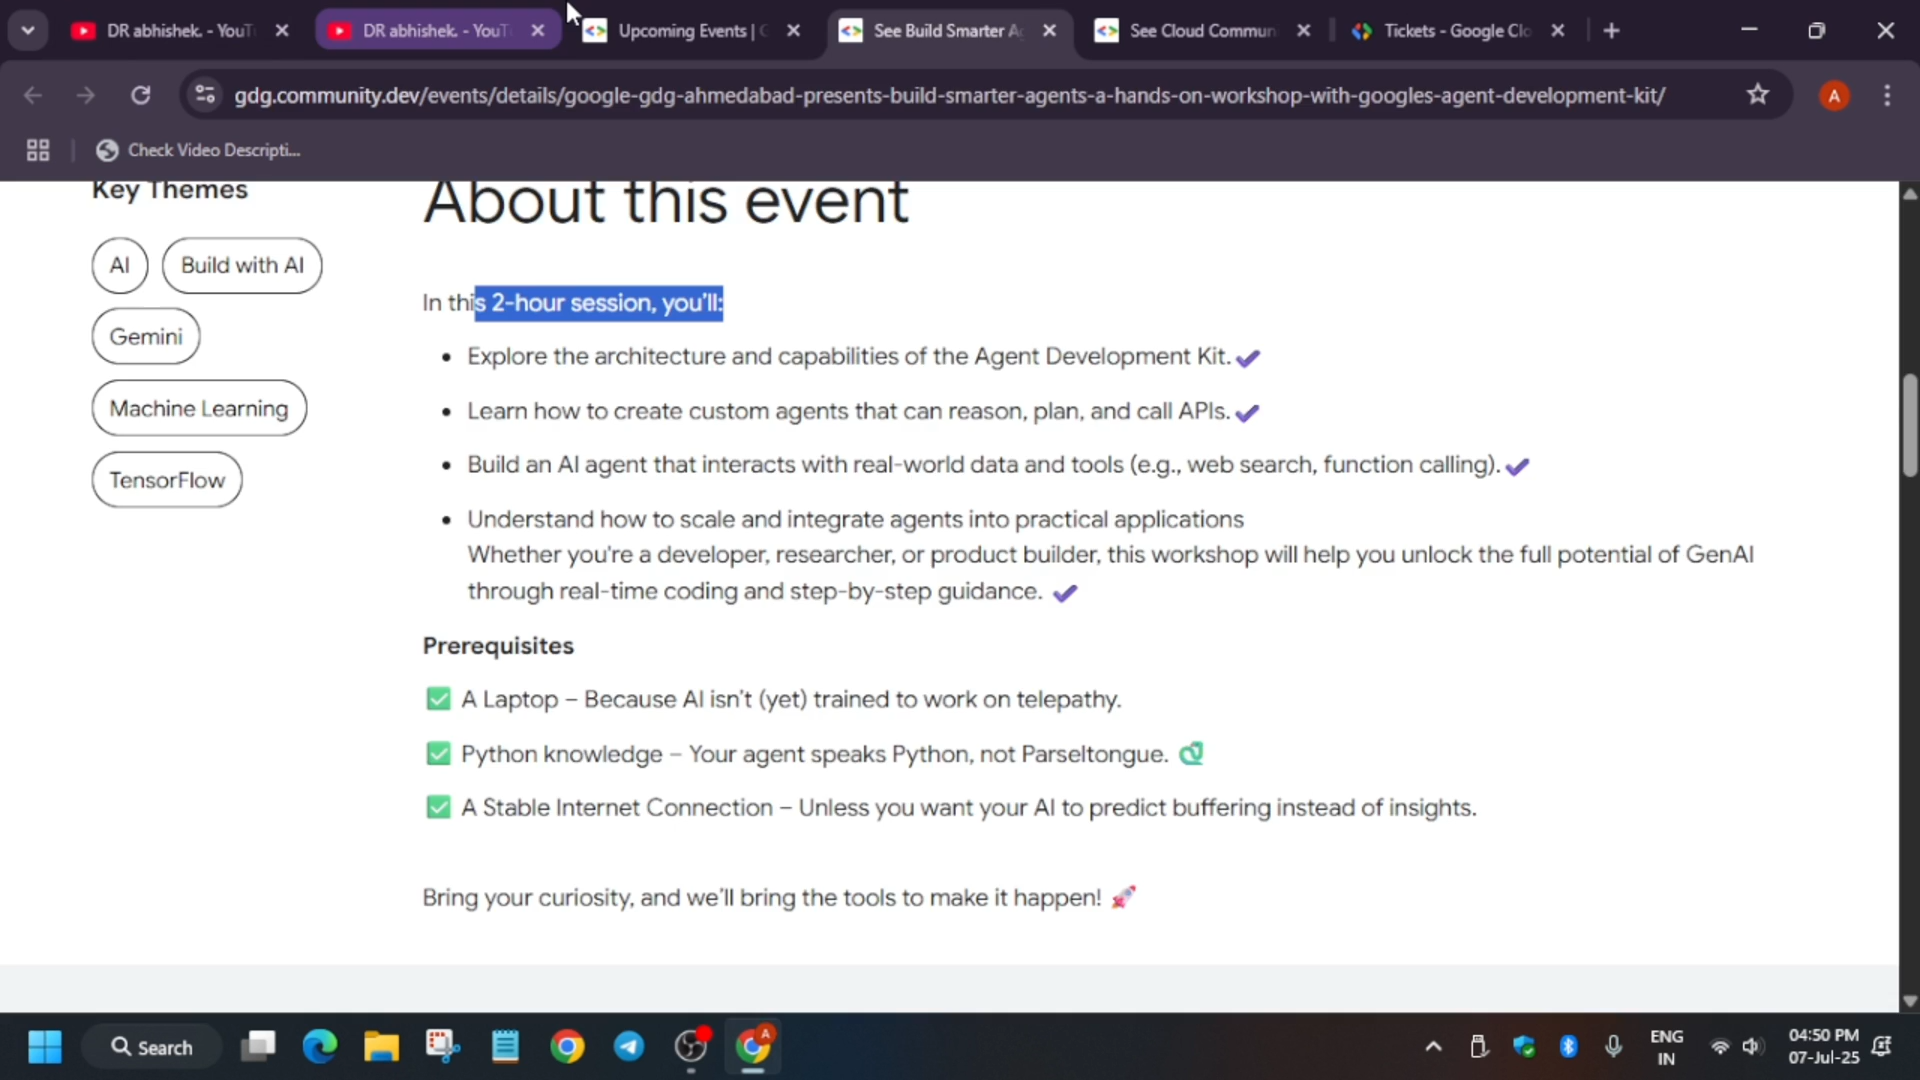 DR abhishek. - YouT
DR abhishek. - YouT
Upcoming Events |
See Build Smarter A
See Cloud Commun
Tickets - Google Clo
gdg.community.dev/events/details/google-gdg-ahmedabad-presents-build-smarter-agents-a-hands-on-workshop-with-googles-agent-development-kit/
A
Check Video Descripti...
Key Themes
AI
Build with AI
Gemini
Machine Learning
TensorFlow
About this event
In this 2-hour session, you'll:
• Explore the architecture and capabilities of the Agent Development Kit. ✔
• Learn how to create custom agents that can reason, plan, and call APIs. ✔
• Build an AI agent that interacts with real-world data and tools (e.g., web search, function calling). ✔
• Understand how to scale and integrate agents into practical applications
Whether you're a developer, researcher, or product builder, this workshop will help you unlock the full potential of GenAI
through real-time coding and step-by-step guidance. ✔
Prerequisites
✅ A Laptop – Because AI isn't (yet) trained to work on telepathy.
✅ Python knowledge – Your agent speaks Python, not Parseltongue. 🐍
✅ A Stable Internet Connection – Unless you want your AI to predict buffering instead of insights.
Bring your curiosity, and we'll bring the tools to make it happen! 🚀
Search
A
ENG
IN
04:50 PM
07-Jul-25